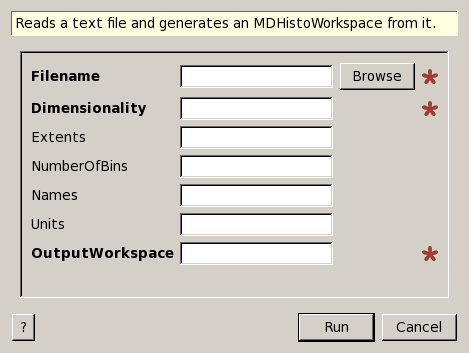 Reads a text file and generates an MDHistoWorkspace from it.
Filename Browse *
Dimensionality *
Extents
NumberOfBins
Names
Units
OutputWorkspace *
? Run Cancel